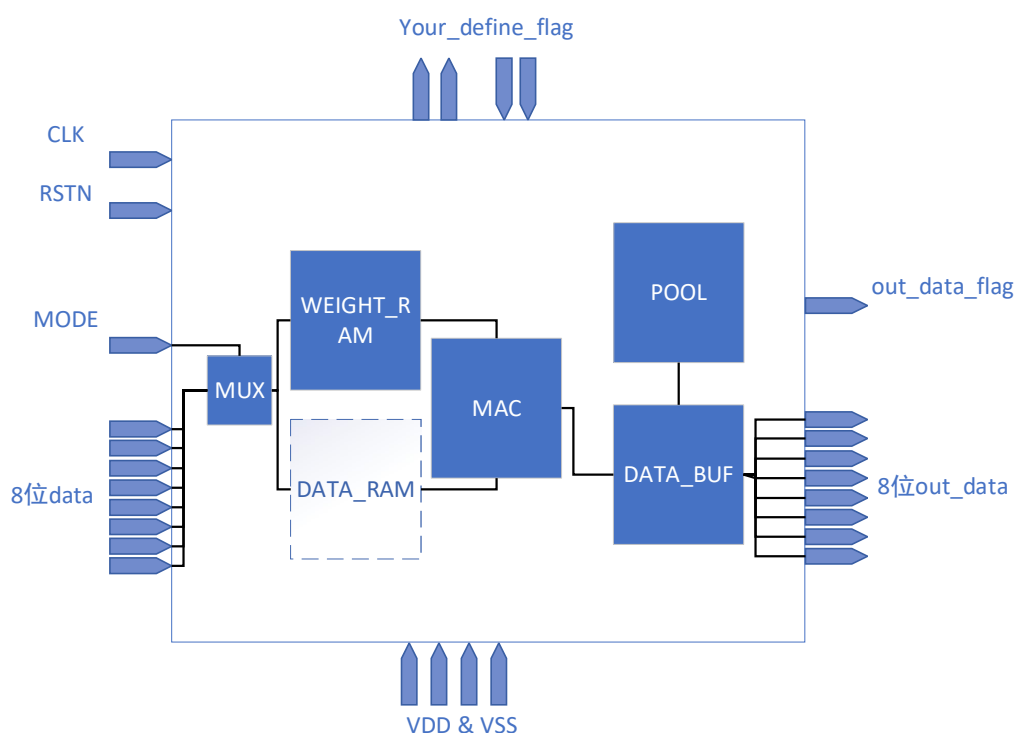 Your_define_flag
CLK
RSTN
MODE
8位data
MUX
WEIGHT_R
AM
DATA_RAM
MAC
POOL
DATA_BUF
out_data_flag
8位out_data
VDD & VSS